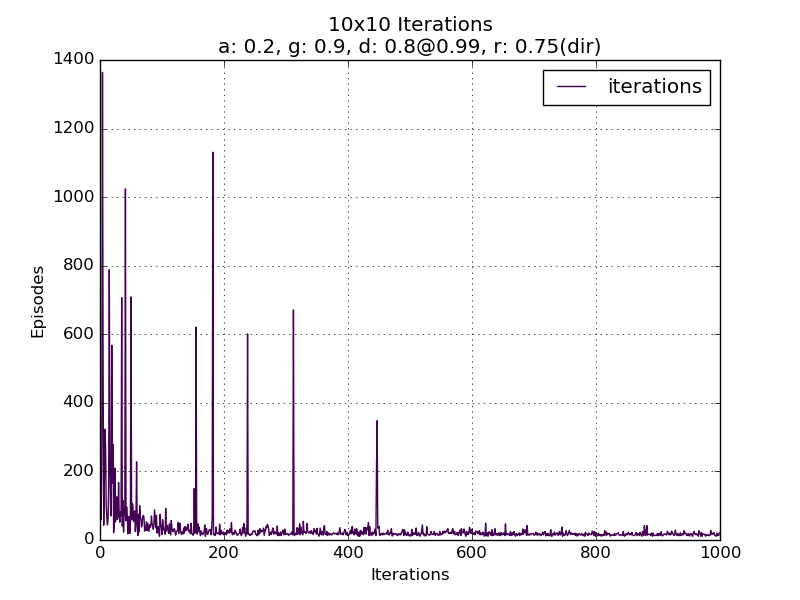 10x10 Iterations
a: 0.2, g: 0.9, d: 0.8@0.99, r: 0.75(dir)
iterations
1400
1200
1000
800
600
400
200
0
Episodes
0 200 400 600 800 1000
Iterations